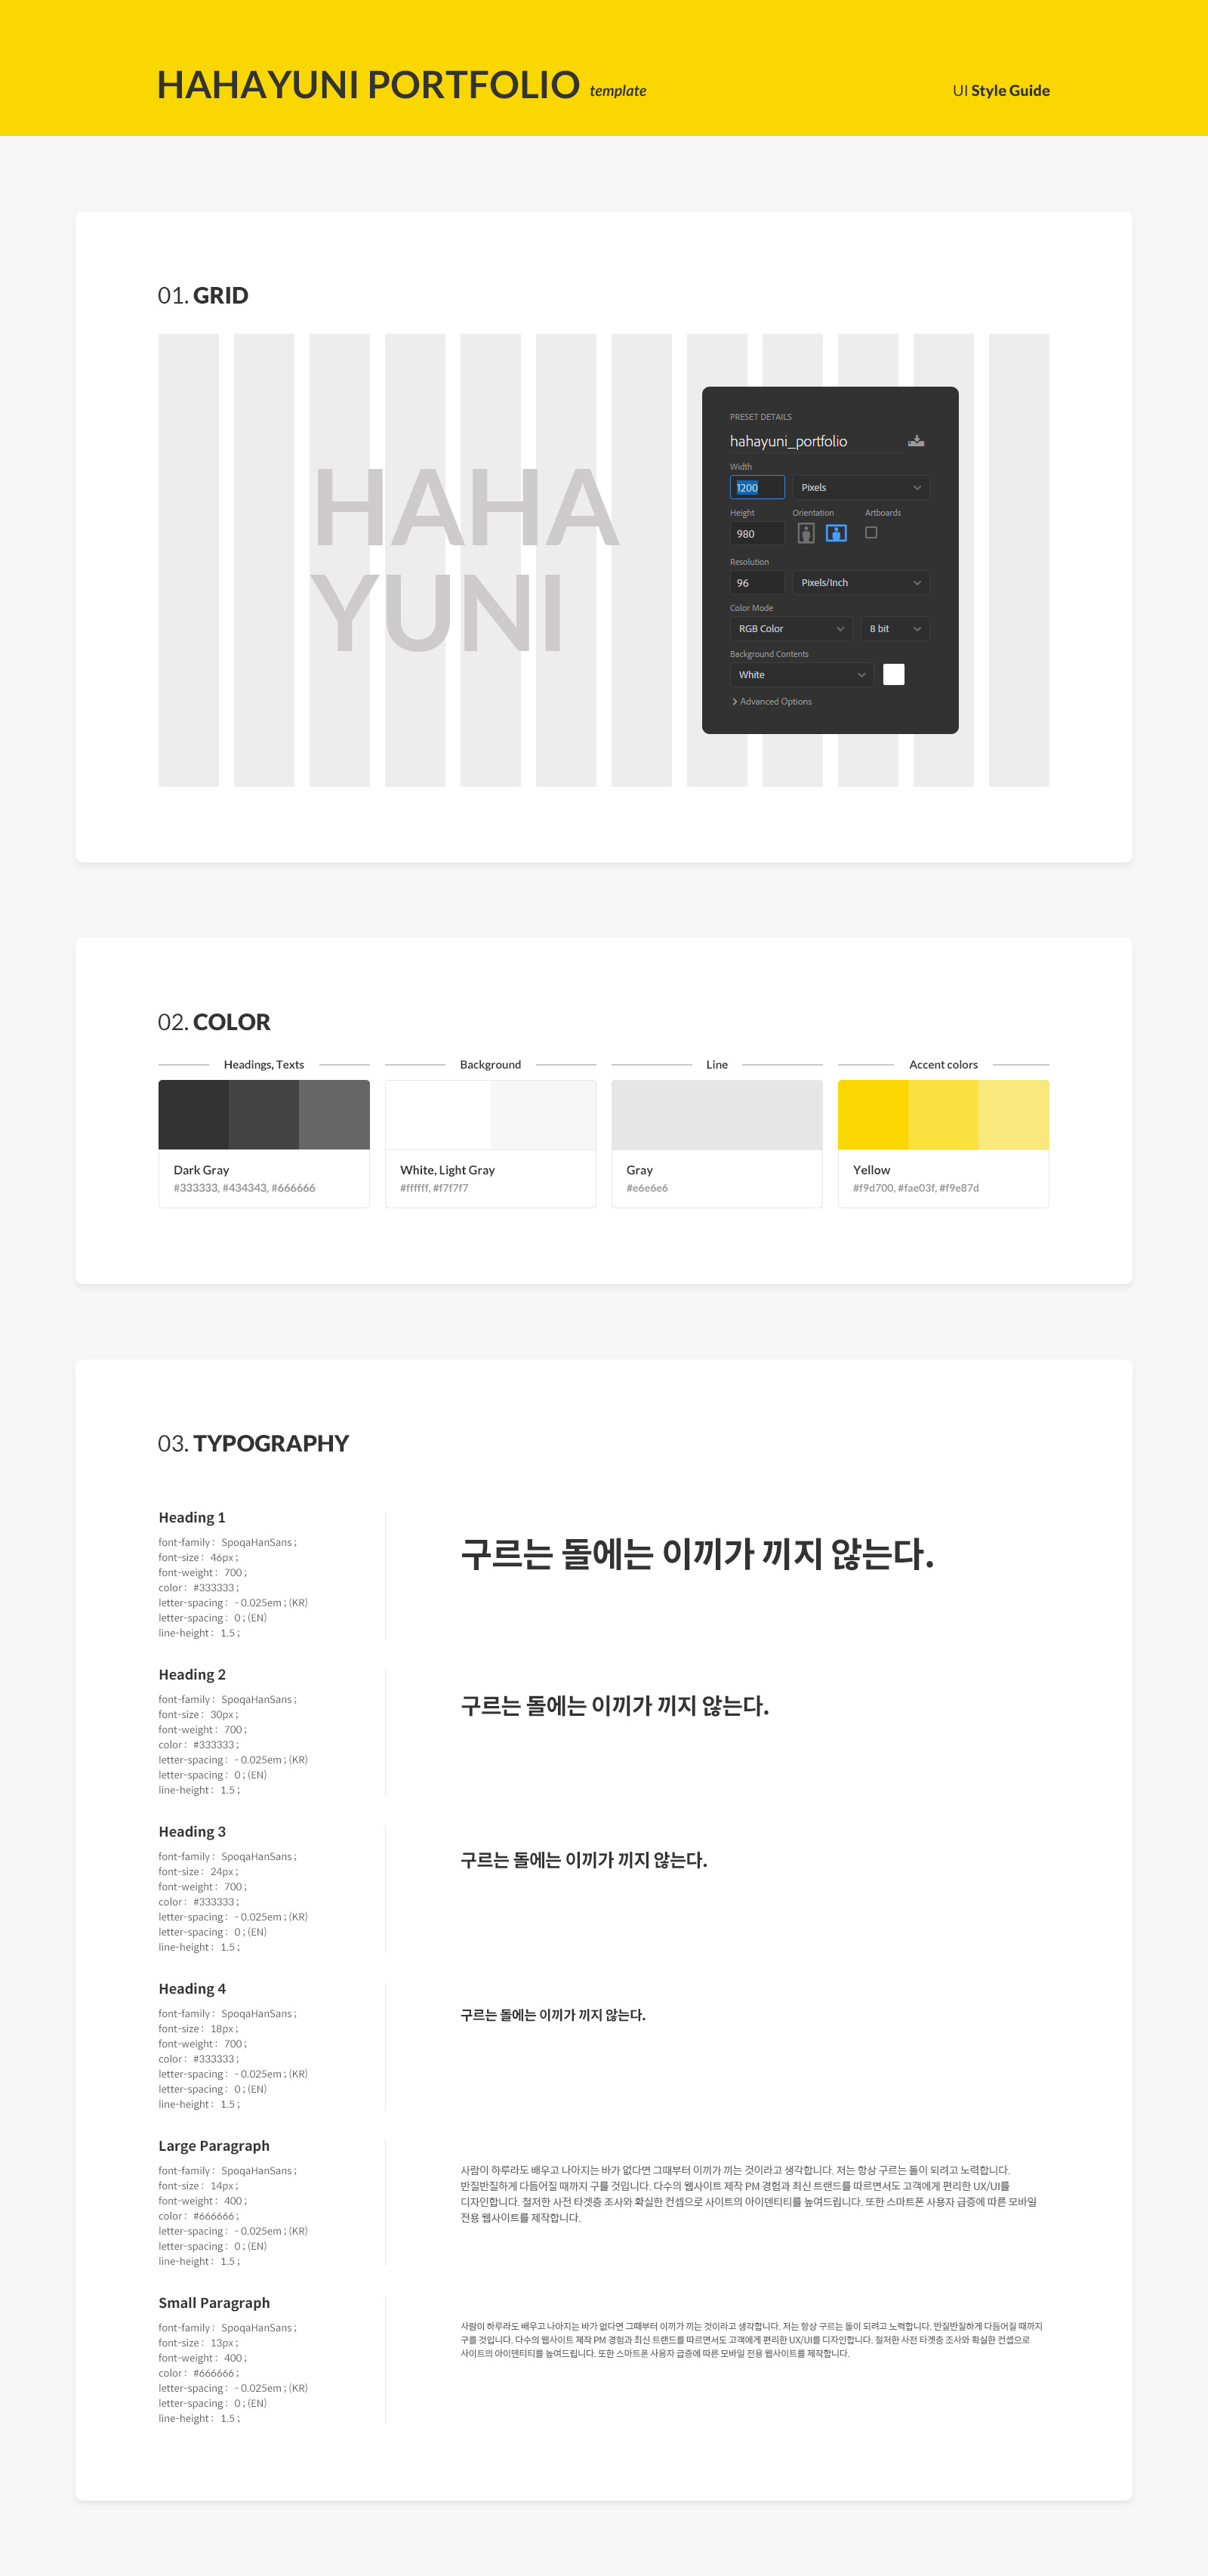 HAHAYUNI PORTFOLIO template
UI Style Guide
01. GRID
HAHA
YUNI
PRESET DETAILS
hahayuni_portfolio
Width
1200 Pixels
Height Orientation Artboards
980
Resolution
96 Pixels/Inch
Color Mode
RGB Color 8 bit
Background Contents
White
Advanced Options
02. COLOR
Headings, Texts
Dark Gray
#333333, #434343, #666666
Background
White, Light Gray
#ffffff, #f7f7f7
Line
Gray
#e6e6e6
Accent colors
Yellow
#f9d700, #fae03f, #f9e87d
03. TYPOGRAPHY
Heading 1
font-family : SpoqaHanSans ;
font-size : 46px ;
font-weight : 700 ;
color : #333333 ;
letter-spacing : - 0.025em ; (KR)
letter-spacing : 0 ; (EN)
line-height : 1.5 ;
구르는 돌에는 이끼가 끼지 않는다.
Heading 2
font-family : SpoqaHanSans ;
font-size : 30px ;
font-weight : 700 ;
color : #333333 ;
letter-spacing : - 0.025em ; (KR)
letter-spacing : 0 ; (EN)
line-height : 1.5 ;
구르는 돌에는 이끼가 끼지 않는다.
Heading 3
font-family : SpoqaHanSans ;
font-size : 24px ;
font-weight : 700 ;
color : #333333 ;
letter-spacing : - 0.025em ; (KR)
letter-spacing : 0 ; (EN)
line-height : 1.5 ;
구르는 돌에는 이끼가 끼지 않는다.
Heading 4
font-family : SpoqaHanSans ;
font-size : 18px ;
font-weight : 700 ;
color : #333333 ;
letter-spacing : - 0.025em ; (KR)
letter-spacing : 0 ; (EN)
line-height : 1.5 ;
구르는 돌에는 이끼가 끼지 않는다.
Large Paragraph
font-family : SpoqaHanSans ;
font-size : 14px ;
font-weight : 400 ;
color : #666666 ;
letter-spacing : - 0.025em ; (KR)
letter-spacing : 0 ; (EN)
line-height : 1.5 ;
사람이 하루라도 배우고 나아지는 바가 없다면 그때부터 이끼가 끼는 것이라고 생각합니다. 저는 항상 구르는 돌이 되려고 노력합니다.
반질반질하게 다듬어질 때까지 구를 것입니다. 다수의 웹사이트 제작 PM 경험과 최신 트랜드를 따르면서도 고객에게 편리한 UX/UI를
디자인합니다. 철저한 사전 타겟층 조사와 확실한 컨셉으로 사이트의 아이덴티티를 높여드립니다. 또한 스마트폰 사용자 급증에 따른 모바일
전용 웹사이트를 제작합니다.
Small Paragraph
font-family : SpoqaHanSans ;
font-size : 13px ;
font-weight : 400 ;
color : #666666 ;
letter-spacing : - 0.025em ; (KR)
letter-spacing : 0 ; (EN)
line-height : 1.5 ;
사람이 하루라도 배우고 나아지는 바가 없다면 그때부터 이끼가 끼는 것이라고 생각합니다. 저는 항상 구르는 돌이 되려고 노력합니다. 반질반질하게 다듬어질 때까지
구를 것입니다. 다수의 웹사이트 제작 PM 경험과 최신 트랜드를 따르면서도 고객에게 편리한 UX/UI를 디자인합니다. 철저한 사전 타겟층 조사와 확실한 컨셉으로
사이트의 아이덴티티를 높여드립니다. 또한 스마트폰 사용자 급증에 따른 모바일 전용 웹사이트를 제작합니다.